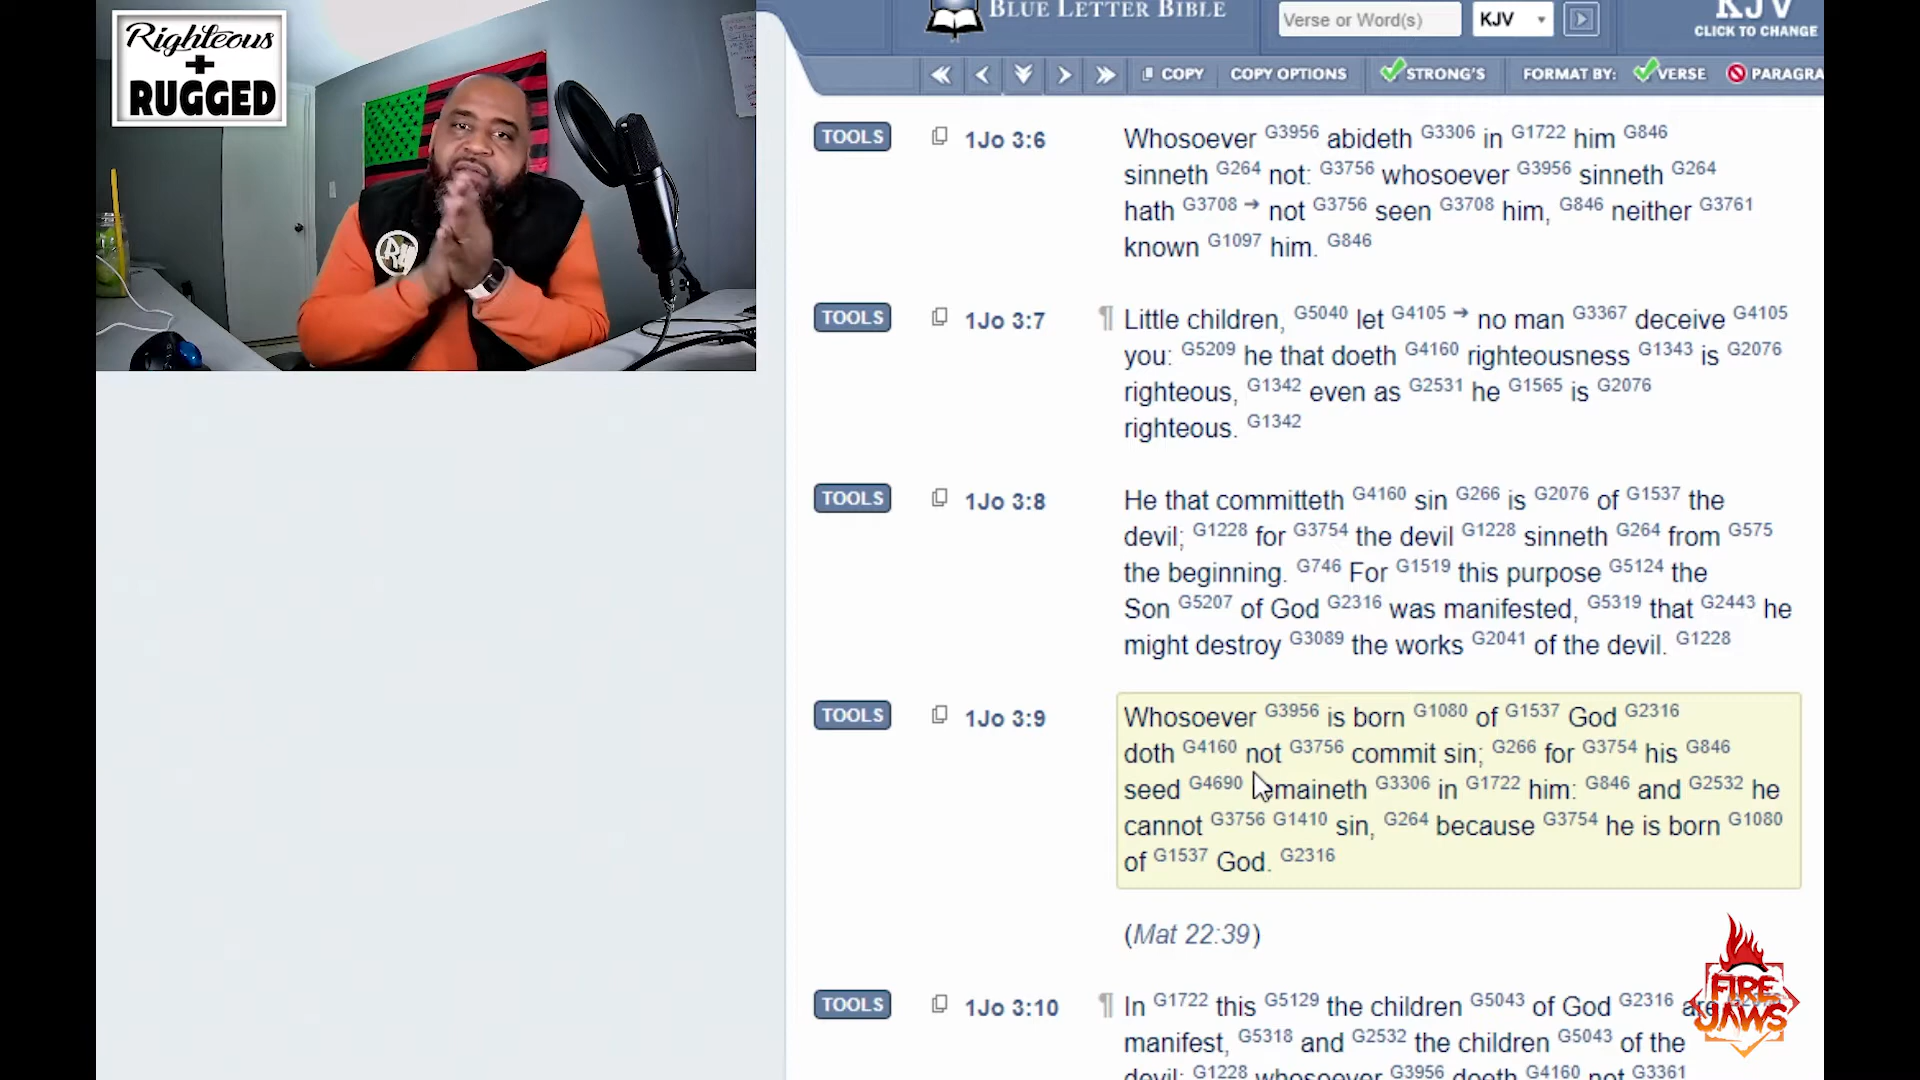 Righteous
+
RUGGED
RR
BLUE LETTER BIBLE
Verse or Word(s)
KJV
KJV
CLICK TO CHANGE
COPY
COPY OPTIONS
STRONG'S
FORMAT BY:
VERSE
PARAGRA
TOOLS
1Jo 3:6
Whosoever G3956 abideth G3306 in G1722 him G846
sinneth G264 not: G3756 whosoever G3956 sinneth G264
hath G3708 → not G3756 seen G3708 him, G846 neither G3761
known G1097 him. G846
TOOLS
1Jo 3:7
¶ Little children, G5040 let G4105 → no man G3367 deceive G4105
you: G5209 he that doeth G4160 righteousness G1343 is G2076
righteous, G1342 even as G2531 he G1565 is G2076
righteous. G1342
TOOLS
1Jo 3:8
He that committeth G4160 sin G266 is G2076 of G1537 the
devil; G1228 for G3754 the devil G1228 sinneth G264 from G575
the beginning. G746 For G1519 this purpose G5124 the
Son G5207 of God G2316 was manifested, G5319 that G2443 he
might destroy G3089 the works G2041 of the devil. G1228
TOOLS
1Jo 3:9
Whosoever G3956 is born G1080 of G1537 God G2316
doth G4160 not G3756 commit sin; G266 for G3754 his G846
seed G4690 remaineth G3306 in G1722 him: G846 and G2532 he
cannot G3756 G1410 sin, G264 because G3754 he is born G1080
of G1537 God. G2316
(Mat 22:39)
TOOLS
1Jo 3:10
¶ In G1722 this G5129 the children G5043 of God G2316 are
manifest, G5318 and G2532 the children G5043 of the
devil: G1228 whosoever G3956 doeth G4160 not G3361
FIRE
JAWS